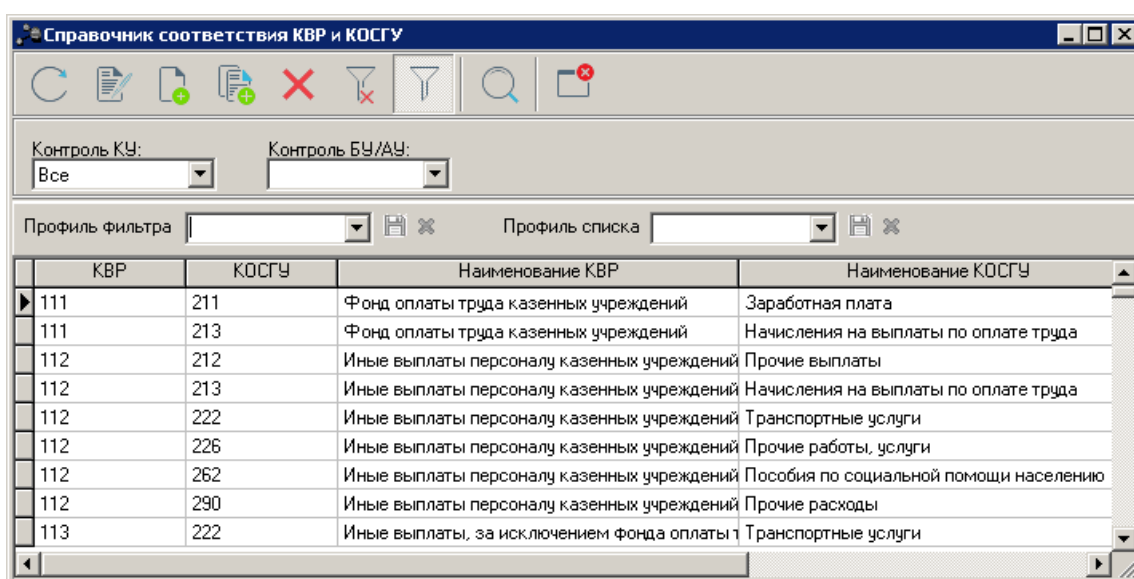 Справочник соответствия КВР и КОСГУ
Контроль КУ: Контроль БУ/АУ:
Все
Профиль фильтра Профиль списка
КВР КОСГУ Наименование КВР Наименование КОСГУ
111 211 Фонд оплаты труда казенных учреждений Заработная плата
111 213 Фонд оплаты труда казенных учреждений Начисления на выплаты по оплате труда
112 212 Иные выплаты персоналу казенных учреждений Прочие выплаты
112 213 Иные выплаты персоналу казенных учреждений Начисления на выплаты по оплате труда
112 222 Иные выплаты персоналу казенных учреждений Транспортные услуги
112 226 Иные выплаты персоналу казенных учреждений Прочие работы, услуги
112 262 Иные выплаты персоналу казенных учреждений Пособия по социальной помощи населению
112 290 Иные выплаты персоналу казенных учреждений Прочие расходы
113 222 Иные выплаты, за исключением фонда оплаты Транспортные услуги